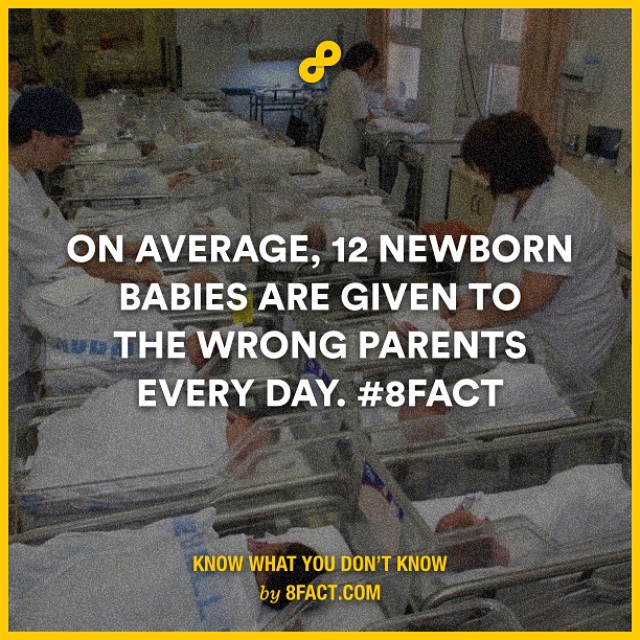 ON AVERAGE, 12 NEWBORN
BABIES ARE GIVEN TO
THE WRONG PARENTS
EVERY DAY. #8FACT
KNOW WHAT YOU DON'T KNOW
by 8FACT.COM